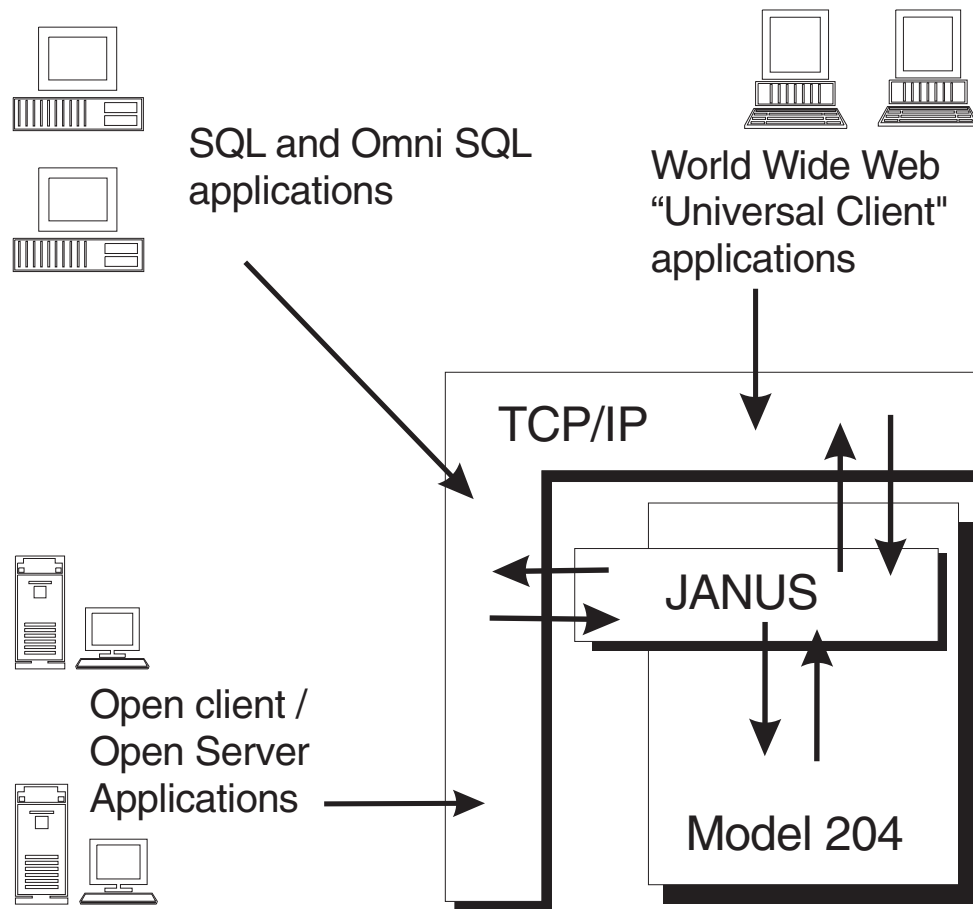 SQL and Omni SQL
applications
World Wide Web
“Universal Client"
applications
TCP/IP
JANUS
Open client /
Open Server
Applications
Model 204